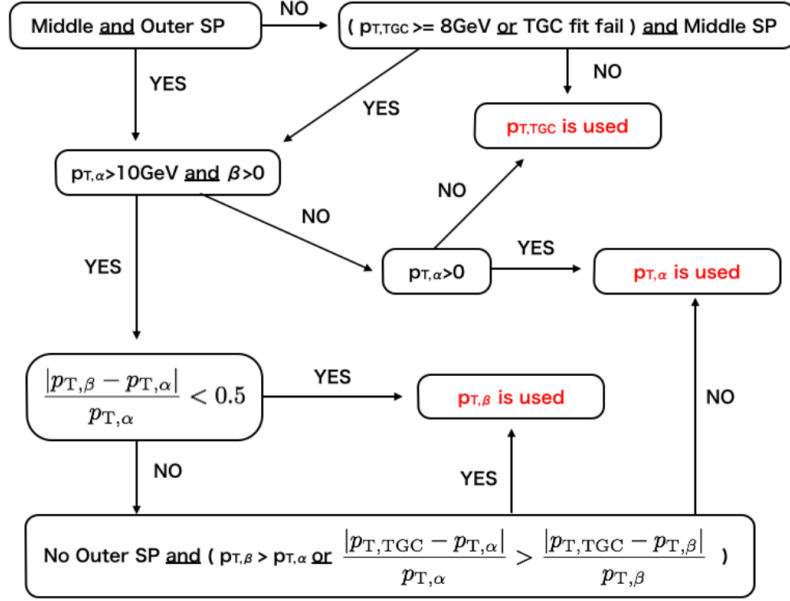 Middle and Outer SP
NO
( pT,TGC >= 8GeV or TGC fit fail ) and Middle SP
YES
NO
YES
pT,TGC is used
pT,α>10GeV and β>0
NO
NO
YES
YES
pT,α>0
pT,α is used
|pT,β − pT,α| / pT,α < 0.5
YES
pT,β is used
NO
NO
YES
No Outer SP and ( pT,β > pT,α or |pT,TGC − pT,α| / pT,α > |pT,TGC − pT,β| / pT,β )